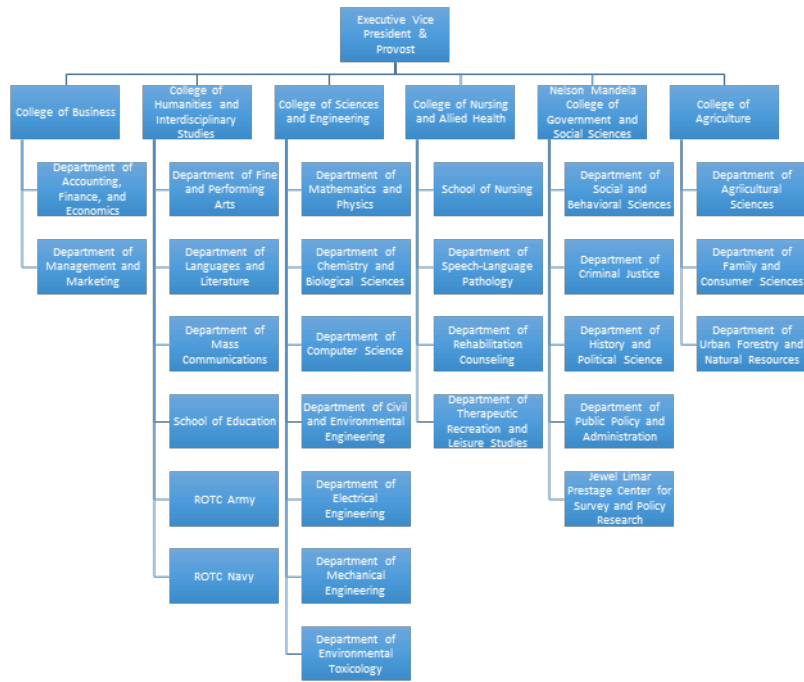 Executive Vice
President &
Provost
College of Business
College of
Humanities and
Interdisciplinary
Studies
College of Sciences
and Engineering
College of Nursing
and Allied Health
Nelson Mandela
College of
Government and
Social Sciences
College of
Agriculture
Department of
Accounting,
Finance, and
Economics
Department of
Management and
Marketing
Department of Fine
and Performing
Arts
Department of
Languages and
Literature
Department of
Mass
Communications
School of Education
ROTC Army
ROTC Navy
Department of
Mathematics and
Physics
Department of
Chemistry and
Biological Sciences
Department of
Computer Science
Department of Civil
and Environmental
Engineering
Department of
Electrical
Engineering
Department of
Mechanical
Engineering
Department of
Environmental
Toxicology
School of Nursing
Department of
Speech-Language
Pathology
Department of
Rehabilitation
Counseling
Department of
Therapeutic
Recreation and
Leisure Studies
Department of
Social and
Behavioral Sciences
Department of
Criminal Justice
Department of
History and
Political Science
Department of
Public Policy and
Administration
Jewel Limar
Prestage Center for
Survey and Policy
Research
Department of
Agriicultural
Sciences
Department of
Family and
Consumer Sciences
Department of
Urban Forestry and
Natural Resources